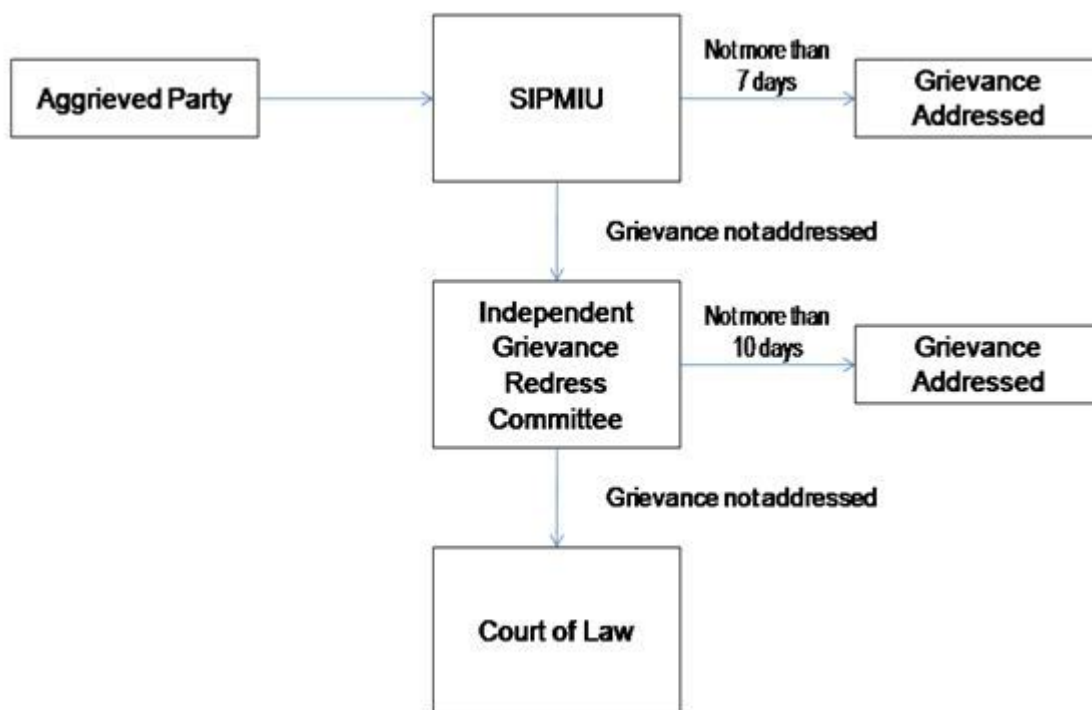 Aggrieved Party
SIPMIU
Not more than
7 days
Grievance
Addressed
Grievance not addressed
Independent
Grievance
Redress
Committee
Not more than
10 days
Grievance
Addressed
Grievance not addressed
Court of Law